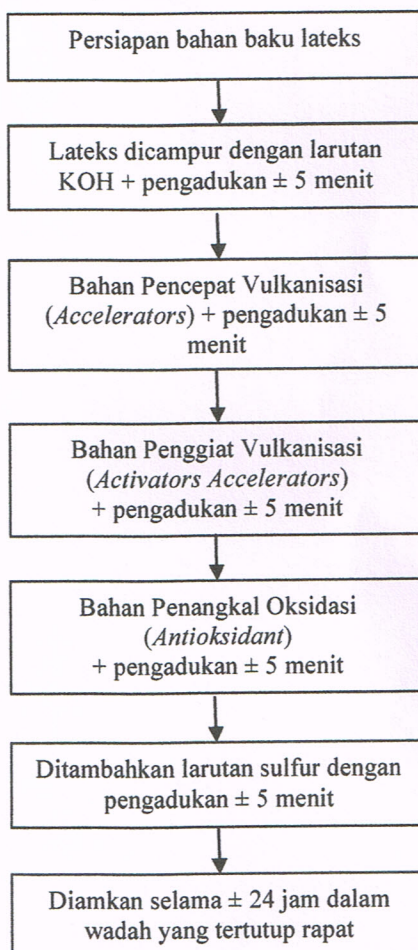 Persiapan bahan baku lateks
Lateks dicampur dengan larutan
KOH + pengadukan ± 5 menit
Bahan Pencepat Vulkanisasi
(Accelerators) + pengadukan ± 5
menit
Bahan Penggiat Vulkanisasi
(Activators Accelerators)
+ pengadukan ± 5 menit
Bahan Penangkal Oksidasi
(Antioksidant)
+ pengadukan ± 5 menit
Ditambahkan larutan sulfur dengan
pengadukan ± 5 menit
Diamkan selama ± 24 jam dalam
wadah yang tertutup rapat